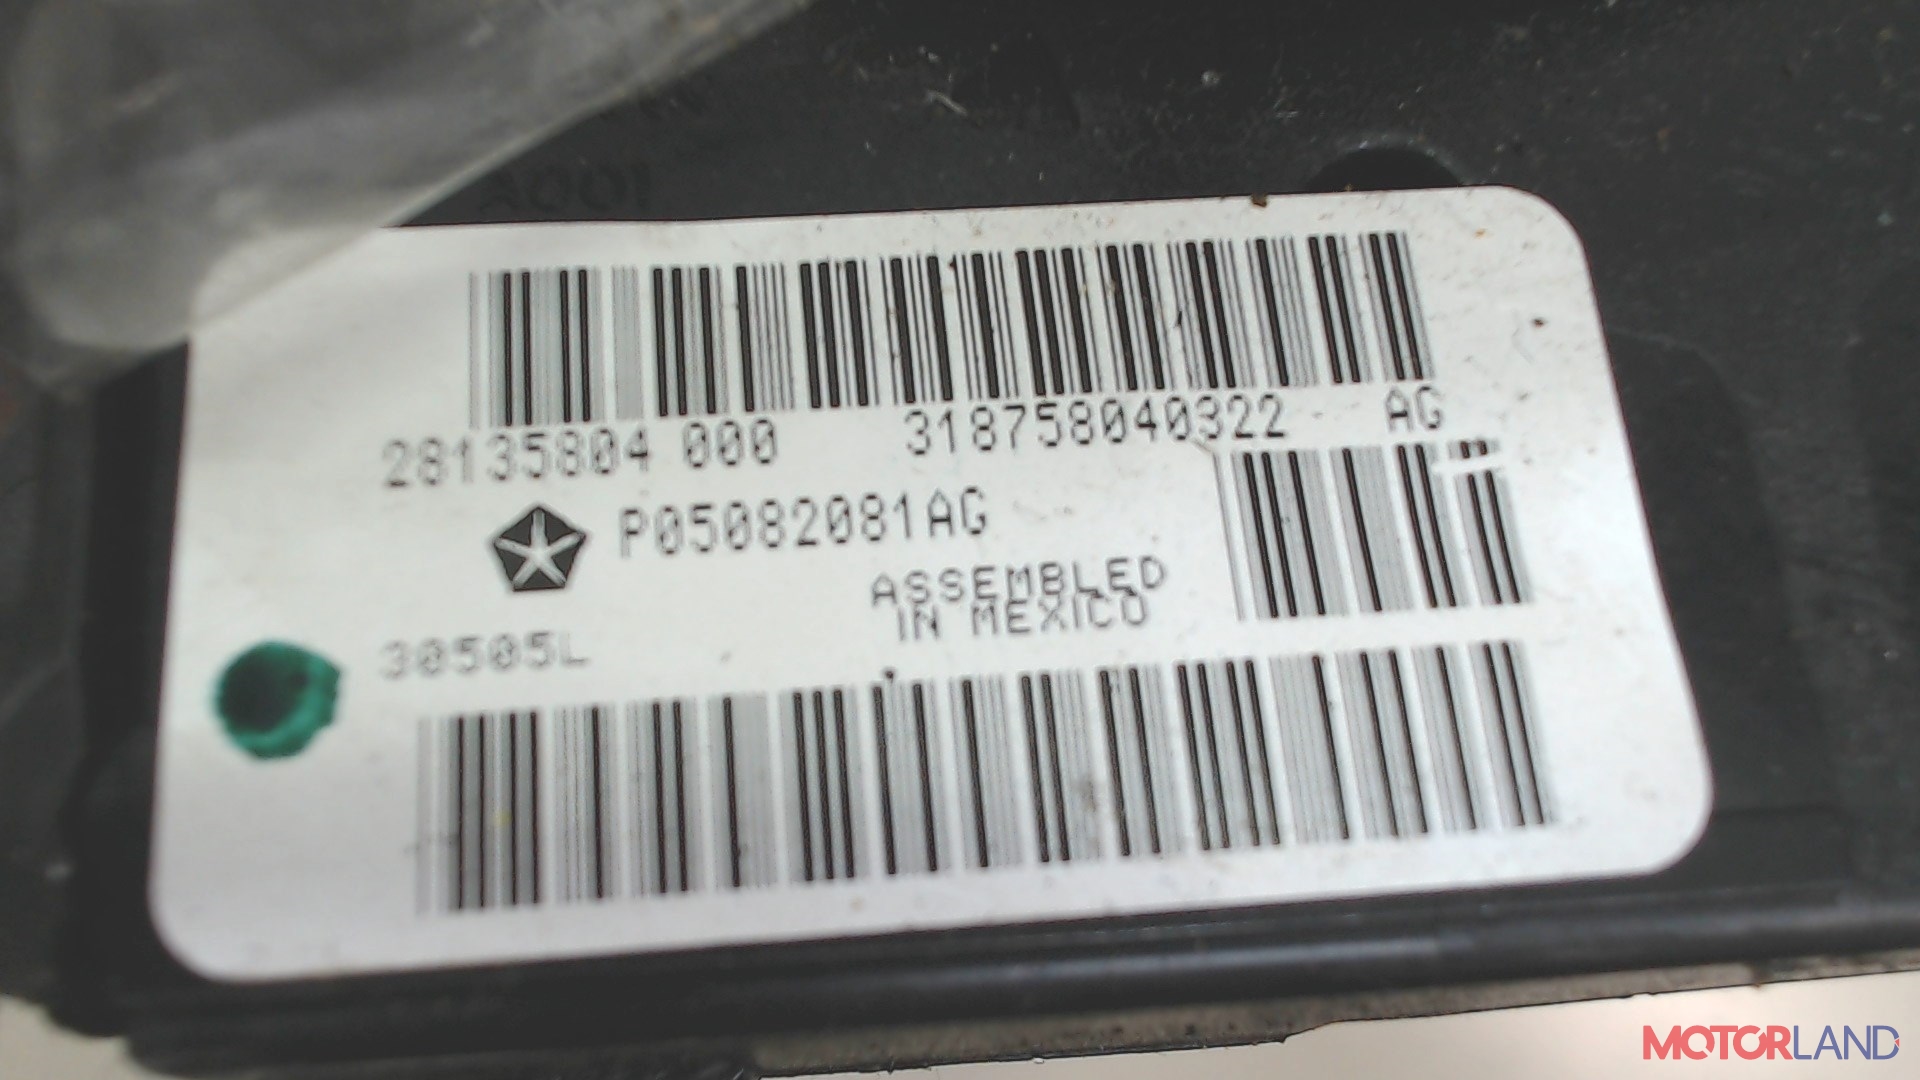 28135804 000 318758040322 AG
P05082081AG
ASSEMBLED
IN MEXICO
30505L
MOTORLAND